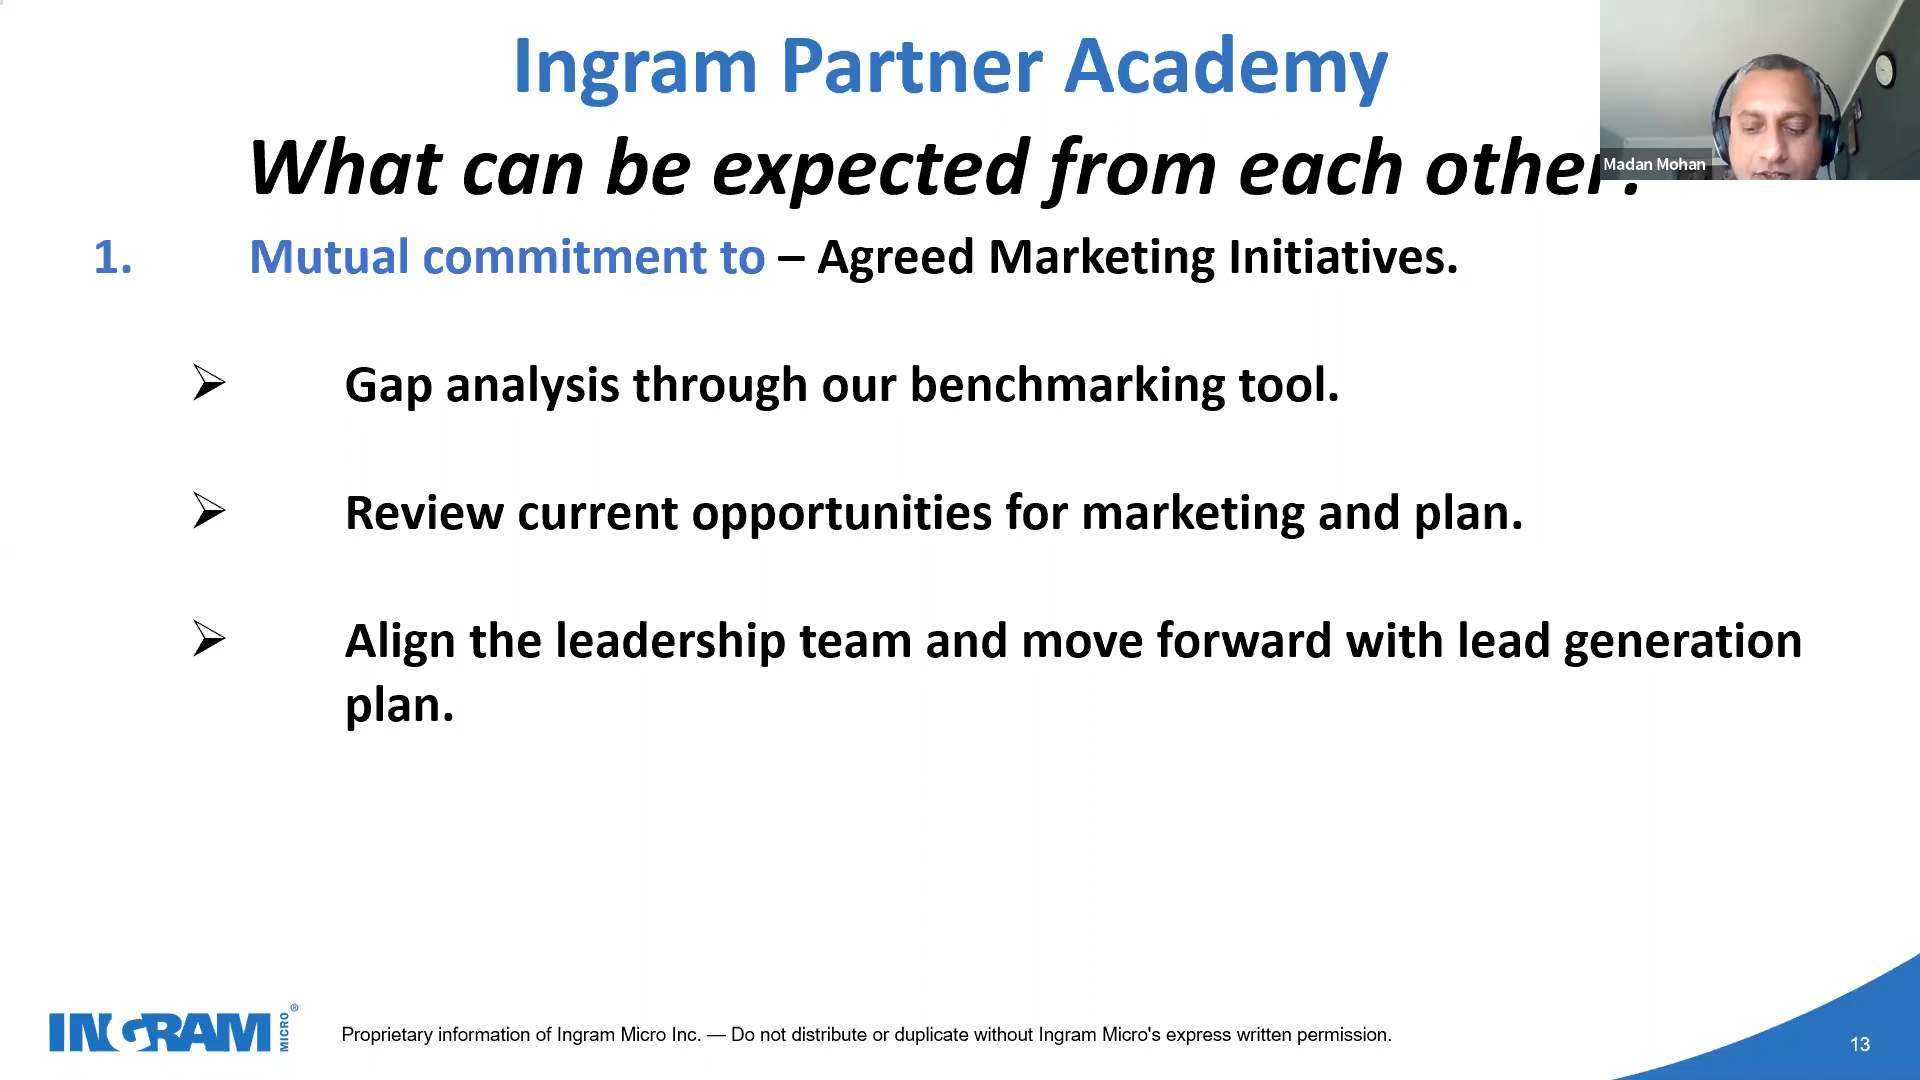 Ingram Partner Academy
What can be expected from each other?
Madan Mohan
1. Mutual commitment to – Agreed Marketing Initiatives.
➢ Gap analysis through our benchmarking tool.
➢ Review current opportunities for marketing and plan.
➢ Align the leadership team and move forward with lead generation
plan.
INGRAM MICRO®
Proprietary information of Ingram Micro Inc. — Do not distribute or duplicate without Ingram Micro's express written permission.
13